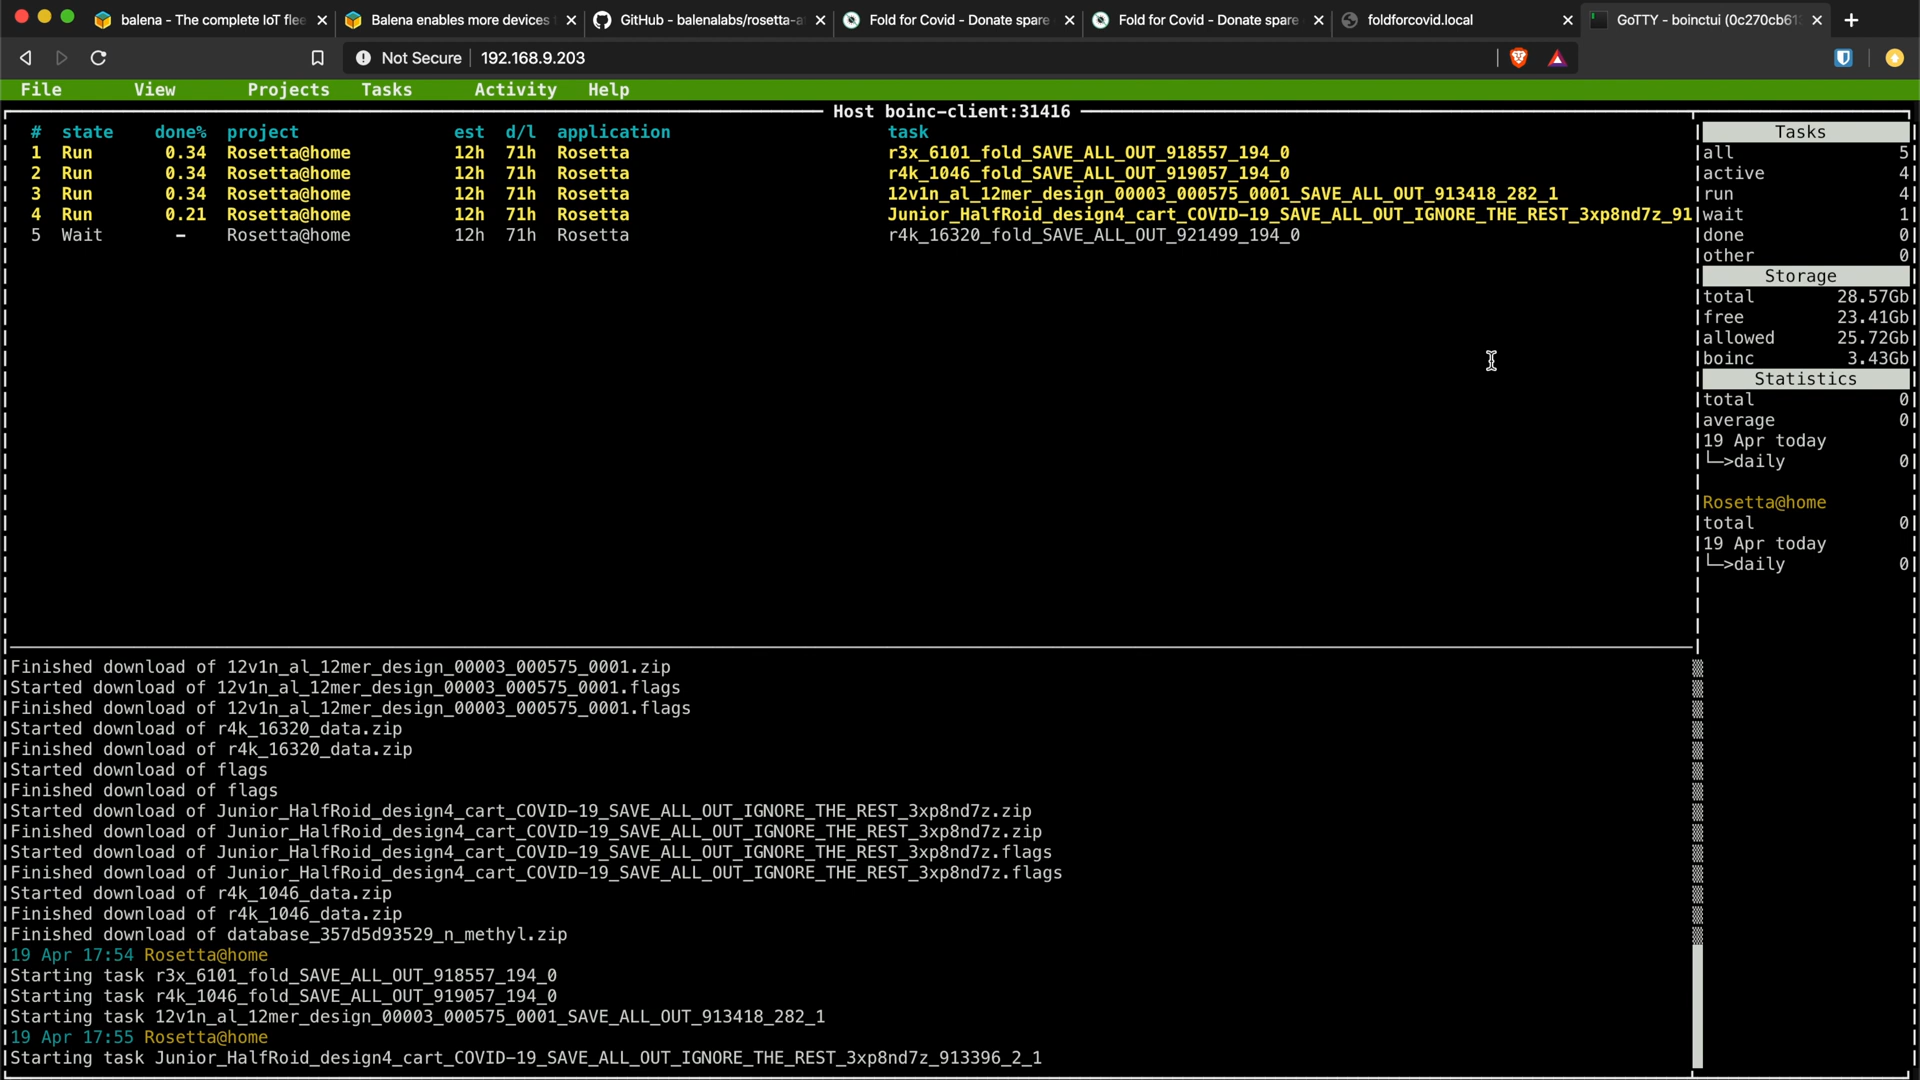 balena - The complete IoT flee
Balena enables more devices
GitHub - balenalabs/rosetta-a
Fold for Covid - Donate spare
Fold for Covid - Donate spare
foldforcovid.local
GoTTY - boinctui (0c270cb61
Not Secure 192.168.9.203
File View Projects Tasks Activity Help
Host boinc-client:31416
# state done% project est d/l application task
1 Run 0.34 Rosetta@home 12h 71h Rosetta r3x_6101_fold_SAVE_ALL_OUT_918557_194_0
2 Run 0.34 Rosetta@home 12h 71h Rosetta r4k_1046_fold_SAVE_ALL_OUT_919057_194_0
3 Run 0.34 Rosetta@home 12h 71h Rosetta 12v1n_al_12mer_design_00003_000575_0001_SAVE_ALL_OUT_913418_282_1
4 Run 0.21 Rosetta@home 12h 71h Rosetta Junior_HalfRoid_design4_cart_COVID-19_SAVE_ALL_OUT_IGNORE_THE_REST_3xp8nd7z_91
5 Wait – Rosetta@home 12h 71h Rosetta r4k_16320_fold_SAVE_ALL_OUT_921499_194_0
Tasks
all 5
active 4
run 4
wait 1
done 0
other 0
Storage
total 28.57Gb
free 23.41Gb
allowed 25.72Gb
boinc 3.43Gb
Statistics
total 0
average 0
19 Apr today
└─>daily 0
Rosetta@home
total 0
19 Apr today
└─>daily 0
Finished download of 12v1n_al_12mer_design_00003_000575_0001.zip
Started download of 12v1n_al_12mer_design_00003_000575_0001.flags
Finished download of 12v1n_al_12mer_design_00003_000575_0001.flags
Started download of r4k_16320_data.zip
Finished download of r4k_16320_data.zip
Started download of flags
Finished download of flags
Started download of Junior_HalfRoid_design4_cart_COVID-19_SAVE_ALL_OUT_IGNORE_THE_REST_3xp8nd7z.zip
Finished download of Junior_HalfRoid_design4_cart_COVID-19_SAVE_ALL_OUT_IGNORE_THE_REST_3xp8nd7z.zip
Started download of Junior_HalfRoid_design4_cart_COVID-19_SAVE_ALL_OUT_IGNORE_THE_REST_3xp8nd7z.flags
Finished download of Junior_HalfRoid_design4_cart_COVID-19_SAVE_ALL_OUT_IGNORE_THE_REST_3xp8nd7z.flags
Started download of r4k_1046_data.zip
Finished download of r4k_1046_data.zip
Finished download of database_357d5d93529_n_methyl.zip
19 Apr 17:54 Rosetta@home
Starting task r3x_6101_fold_SAVE_ALL_OUT_918557_194_0
Starting task r4k_1046_fold_SAVE_ALL_OUT_919057_194_0
Starting task 12v1n_al_12mer_design_00003_000575_0001_SAVE_ALL_OUT_913418_282_1
19 Apr 17:55 Rosetta@home
Starting task Junior_HalfRoid_design4_cart_COVID-19_SAVE_ALL_OUT_IGNORE_THE_REST_3xp8nd7z_913396_2_1